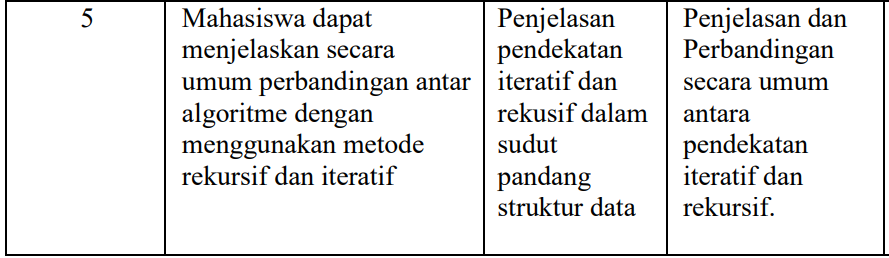 5
Mahasiswa dapat
menjelaskan secara
umum perbandingan antar
algoritme dengan
menggunakan metode
rekursif dan iteratif
Penjelasan
pendekatan
iteratif dan
rekusif dalam
sudut
pandang
struktur data
Penjelasan dan
Perbandingan
secara umum
antara
pendekatan
iteratif dan
rekursif.